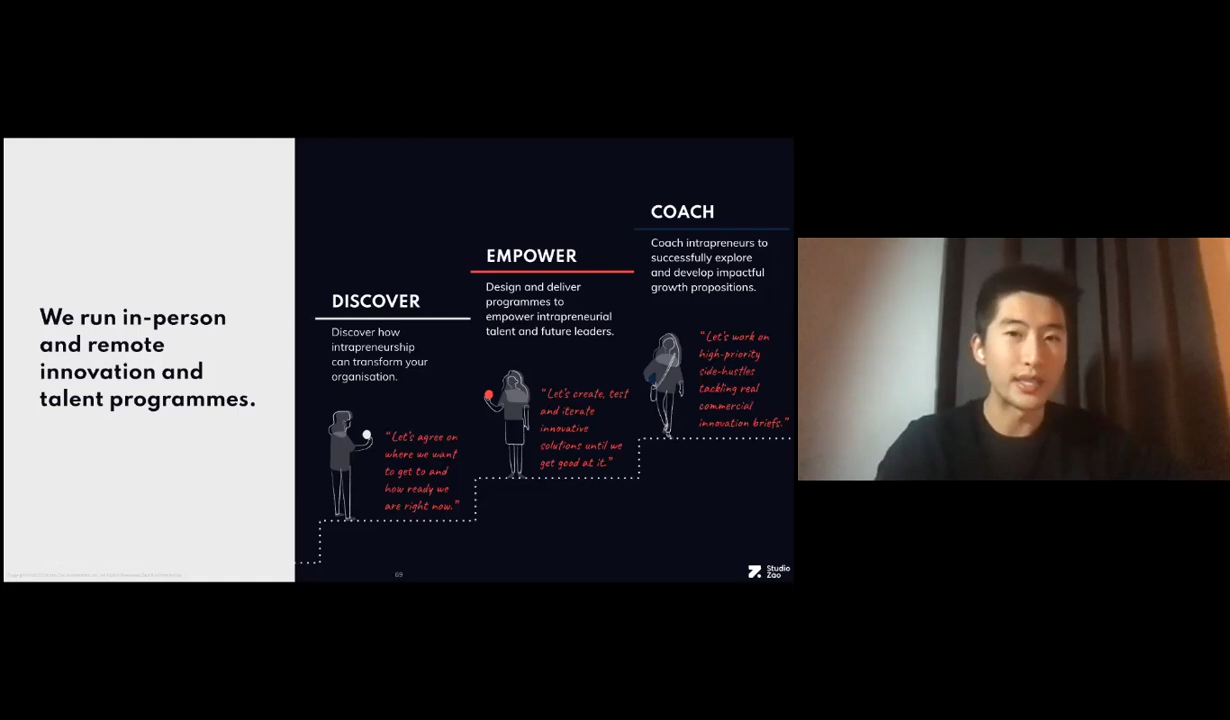 We run in-person
and remote
innovation and
talent programmes.
DISCOVER
Discover how
intrapreneurship
can transform your
organisation.
"Let's agree on
where we want
to get to and
how ready we
are right now."
EMPOWER
Design and deliver
programmes to
empower intrapreneurial
talent and future leaders.
"Let's create, test
and iterate
innovative
solutions until we
get good at it."
COACH
Coach intrapreneurs to
successfully explore
and develop impactful
growth propositions.
"Let's work on
high-priority
side-hustles
tackling real
commercial
innovation briefs."
69
Studio
Zao